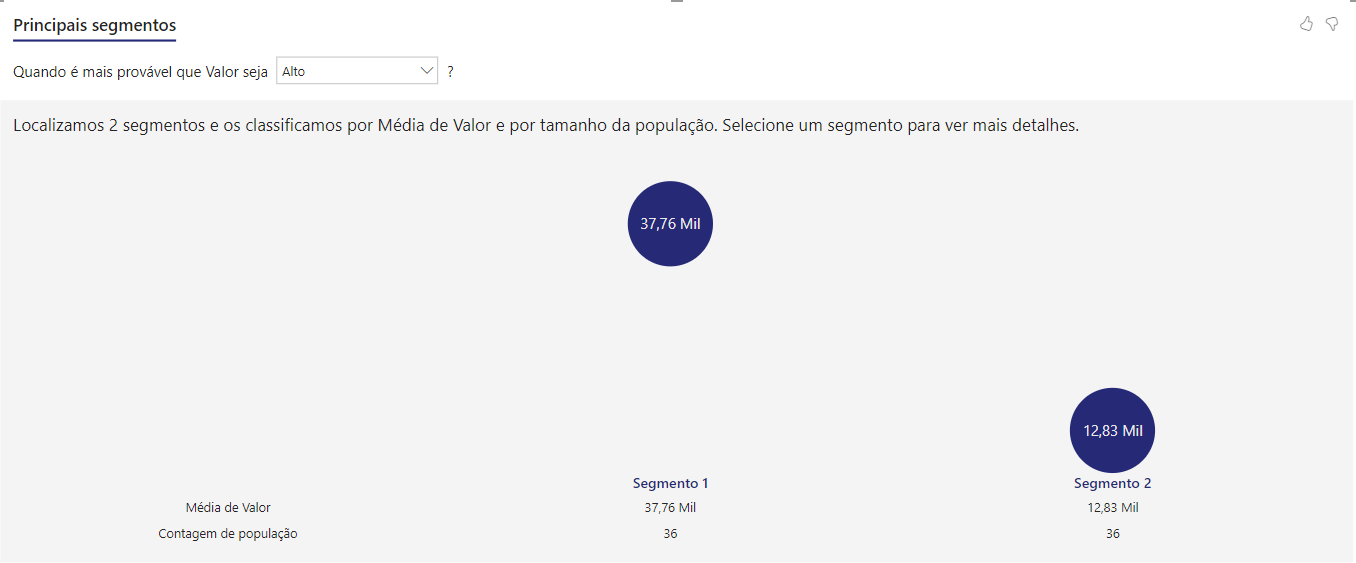 Principais segmentos
Quando é mais provável que Valor seja Alto ?
Localizamos 2 segmentos e os classificamos por Média de Valor e por tamanho da população. Selecione um segmento para ver mais detalhes.
37,76 Mil
12,83 Mil
Segmento 1 Segmento 2
Média de Valor 37,76 Mil 12,83 Mil
Contagem de população 36 36